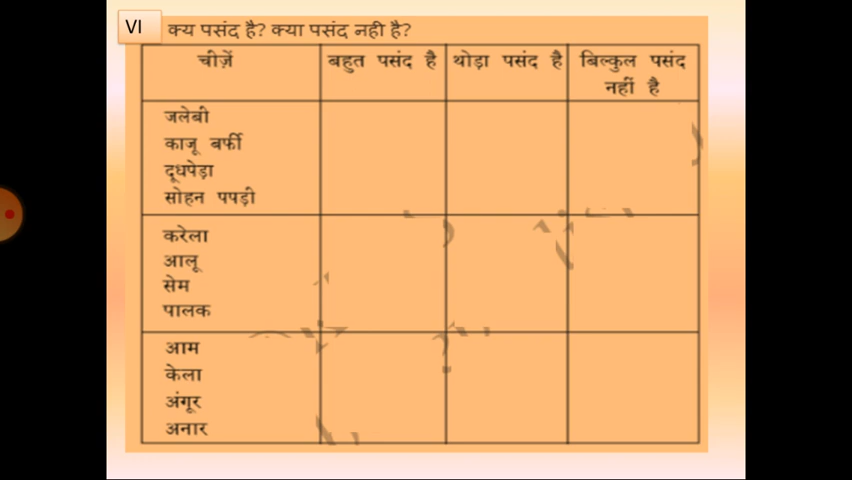 VI क्य पसंद है? क्या पसंद नही है?
चीज़ें बहुत पसंद है थोड़ा पसंद है बिल्कुल पसंद
नहीं है
जलेबी
काजू बर्फी
दूधपेड़ा
सोहन पपड़ी
करेला
आलू
सेम
पालक
आम
केला
अंगूर
अनार